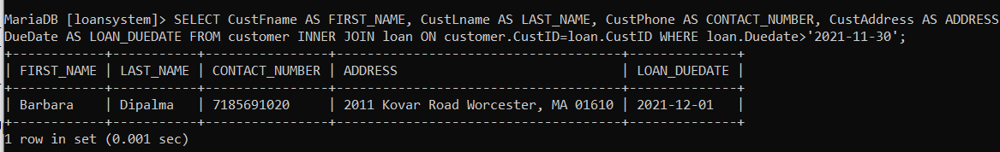 MariaDB [loansystem]> SELECT CustFname AS FIRST_NAME, CustLname AS LAST_NAME, CustPhone AS CONTACT_NUMBER, CustAddress AS ADDRESS
DueDate AS LOAN_DUEDATE FROM customer INNER JOIN loan ON customer.CustID=loan.CustID WHERE loan.Duedate>'2021-11-30';
+------------+-----------+----------------+------------------------------------+--------------+
| FIRST_NAME | LAST_NAME | CONTACT_NUMBER | ADDRESS                            | LOAN_DUEDATE |
+------------+-----------+----------------+------------------------------------+--------------+
| Barbara    | Dipalma   | 7185691020     | 2011 Kovar Road Worcester, MA 01610 | 2021-12-01   |
+------------+-----------+----------------+------------------------------------+--------------+
1 row in set (0.001 sec)